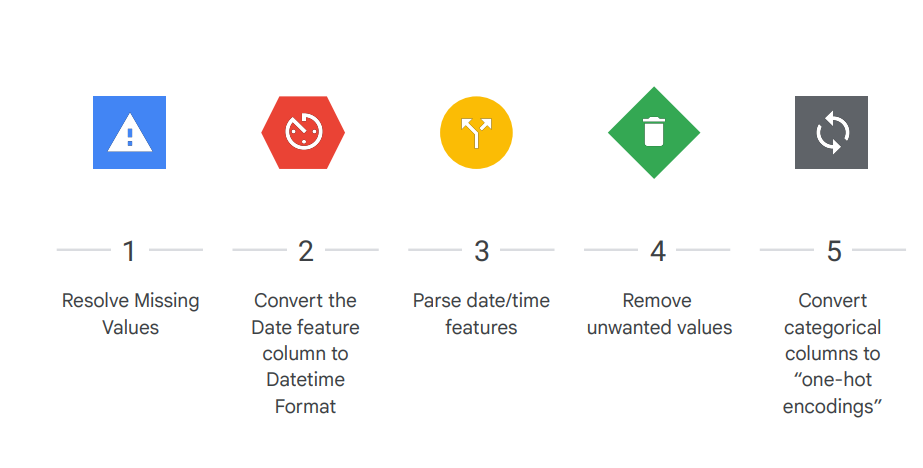 1
Resolve Missing
Values
2
Convert the
Date feature
column to
Datetime
Format
3
Parse date/time
features
4
Remove
unwanted values
5
Convert
categorical
columns to
“one-hot
encodings”